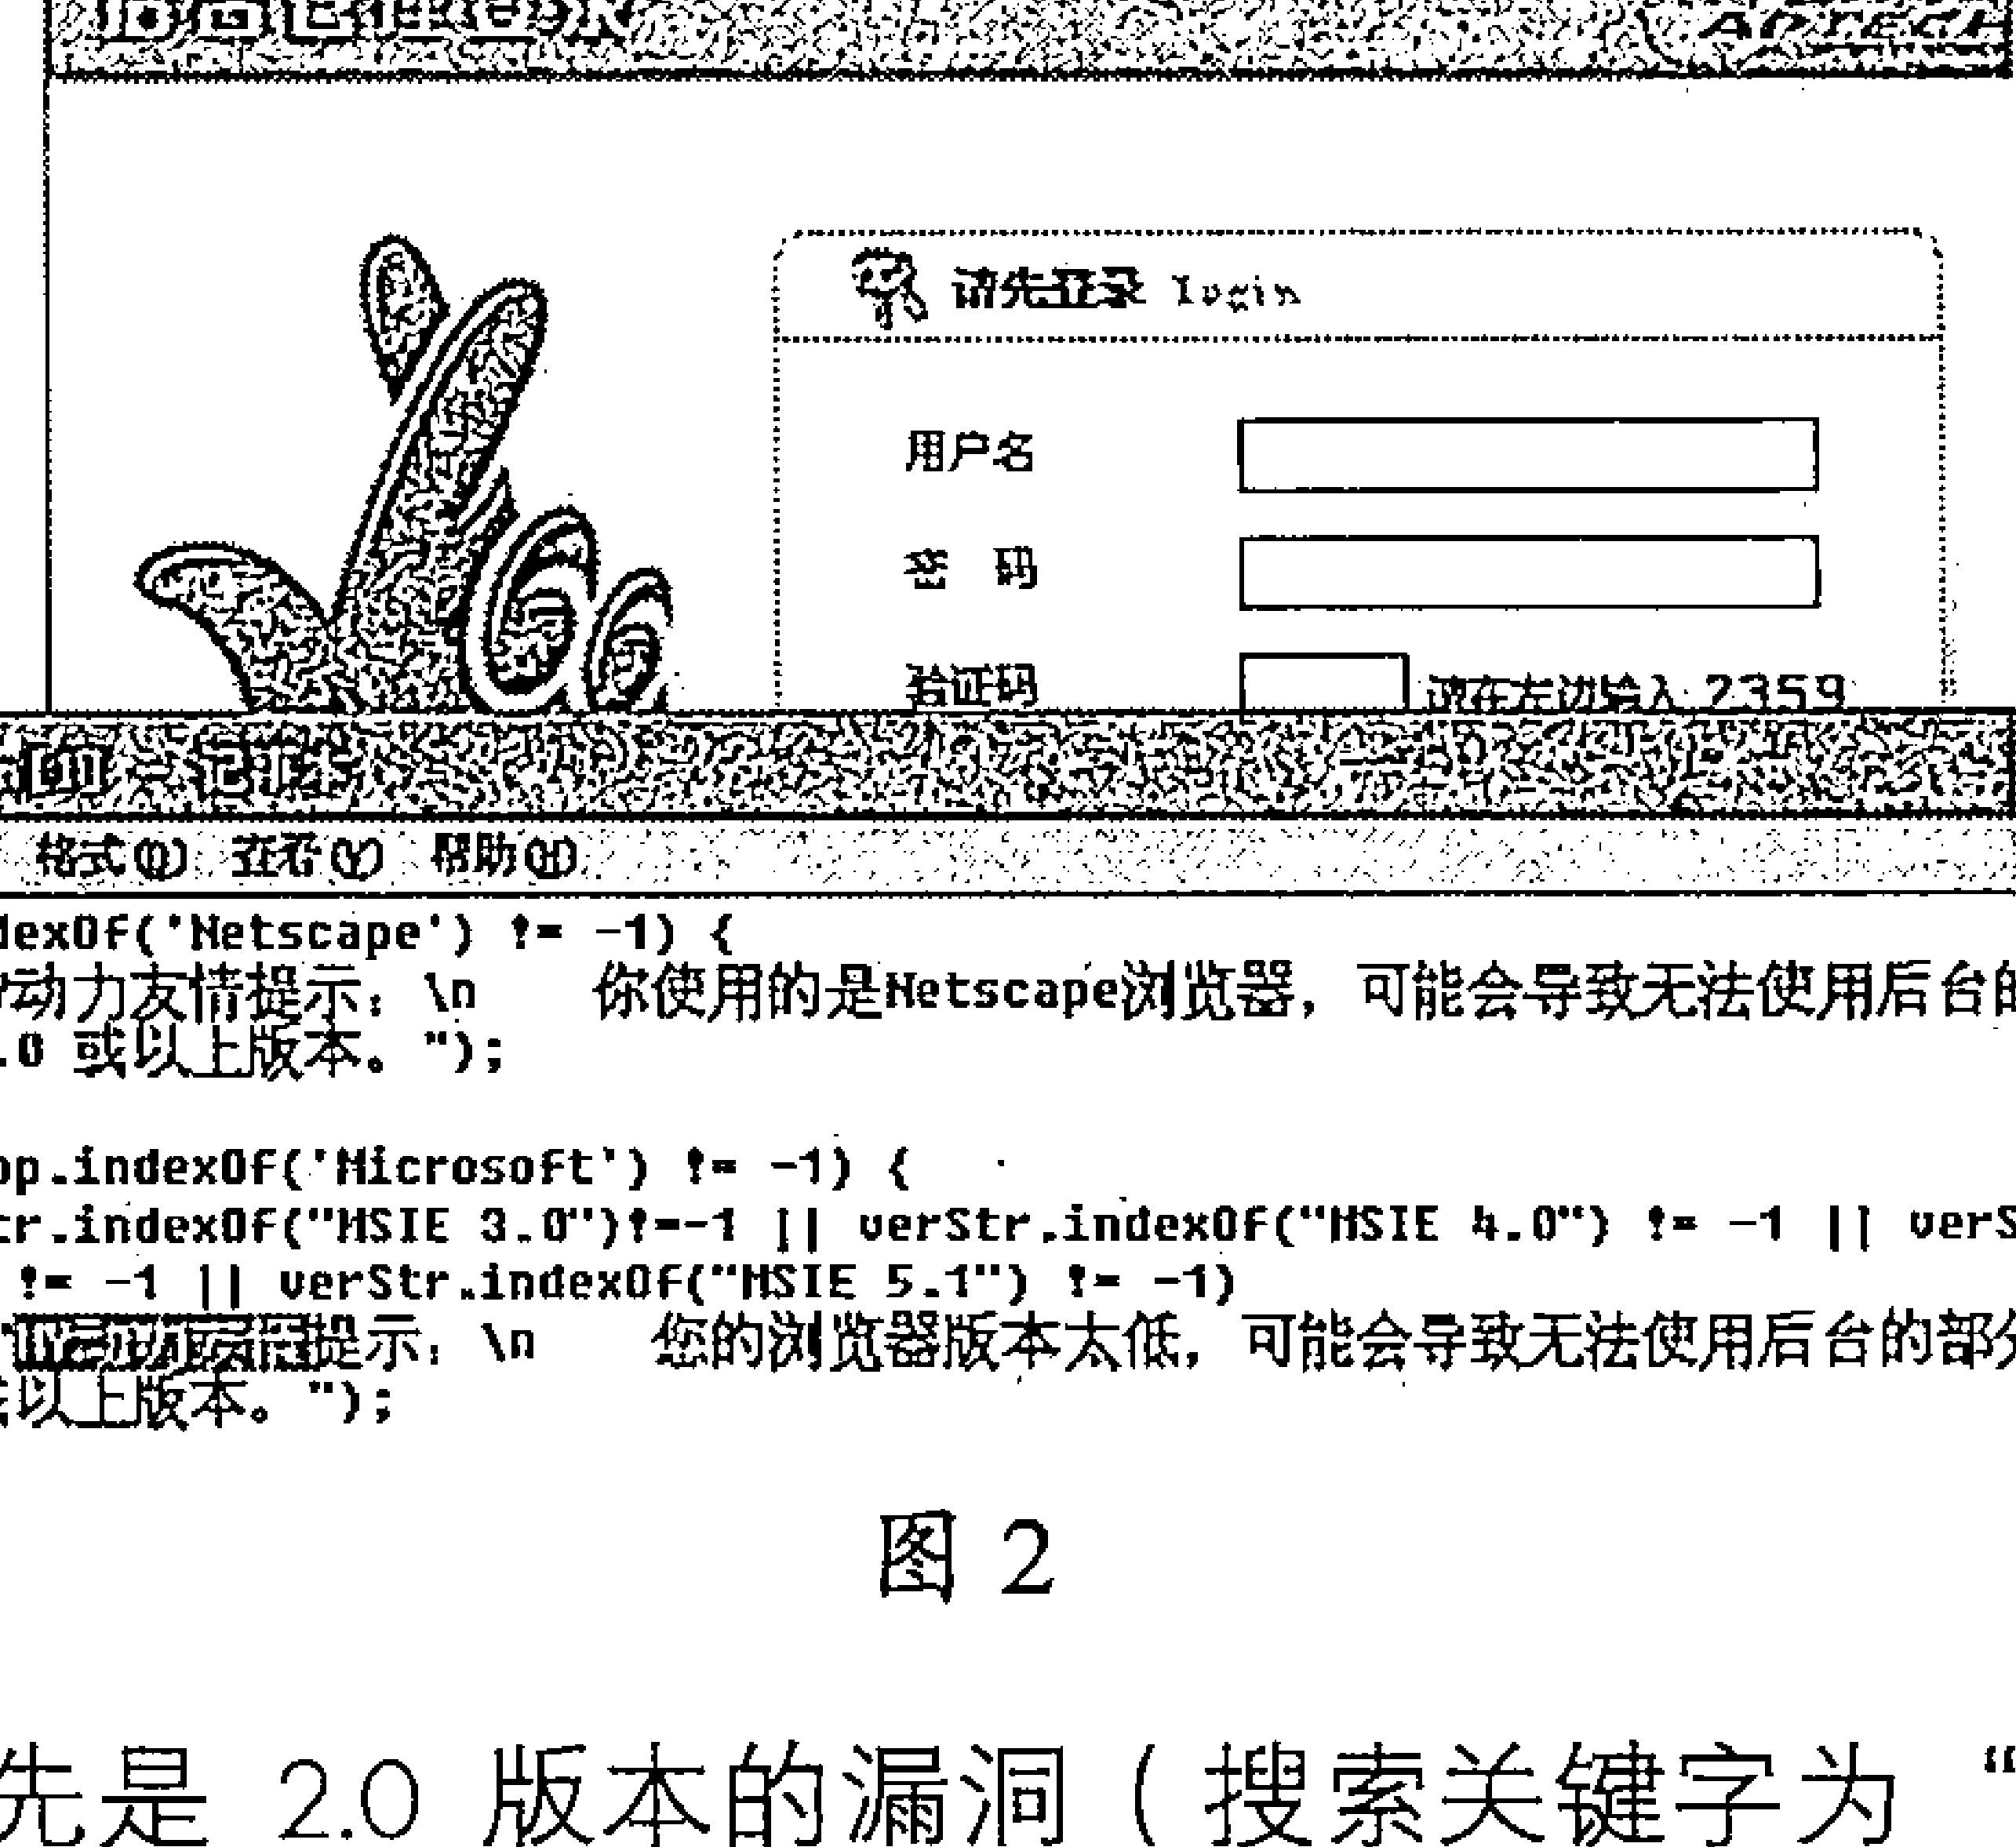 请先登录 login
用户名
密 码
验证码 请在左边输入 2359
记事本
格式(O) 查看(V) 帮助(H)
dexOf('Netscape') != -1) {
动力友情提示：\n 你使用的是Netscape浏览器，可能会导致无法使用后台的
.0 或以上版本。");
op.indexOf('Microsoft') != -1) {
tr.indexOf("MSIE 3.0")!=-1 || verStr.indexOf("MSIE 4.0") != -1 || verS
!= -1 || verStr.indexOf("MSIE 5.1") != -1)
提示：\n 您的浏览器版本太低，可能会导致无法使用后台的部分
或以上版本。");
图 2
先是 2.0 版本的漏洞（搜索关键字为 “